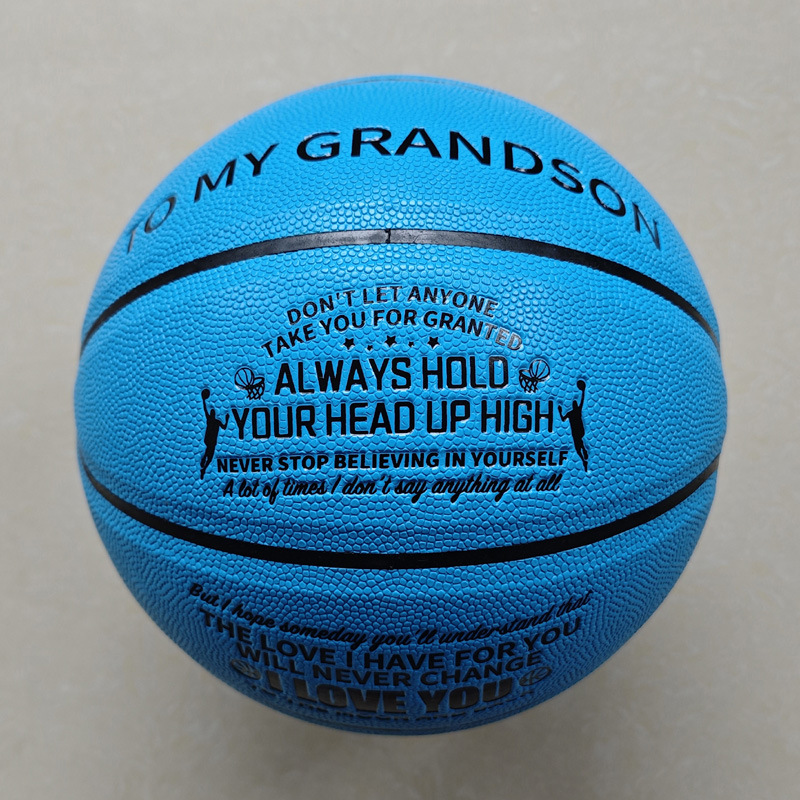 TO MY GRANDSON
DON'T LET ANYONE
TAKE YOU FOR GRANTED
ALWAYS HOLD
YOUR HEAD UP HIGH
NEVER STOP BELIEVING IN YOURSELF
A lot of times I don't say anything at all
But I hope someday you'll understand that
THE LOVE I HAVE FOR YOU
WILL NEVER CHANGE
I LOVE YOU